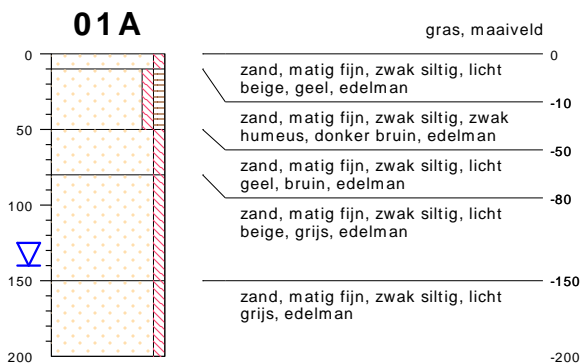 01A
gras, maaiveld
0
50
100
150
200
0
zand, matig fijn, zwak siltig, licht
beige, geel, edelman
-10
zand, matig fijn, zwak siltig, zwak
humeus, donker bruin, edelman
-50
zand, matig fijn, zwak siltig, licht
geel, bruin, edelman
-80
zand, matig fijn, zwak siltig, licht
beige, grijs, edelman
-150
zand, matig fijn, zwak siltig, licht
grijs, edelman
-200